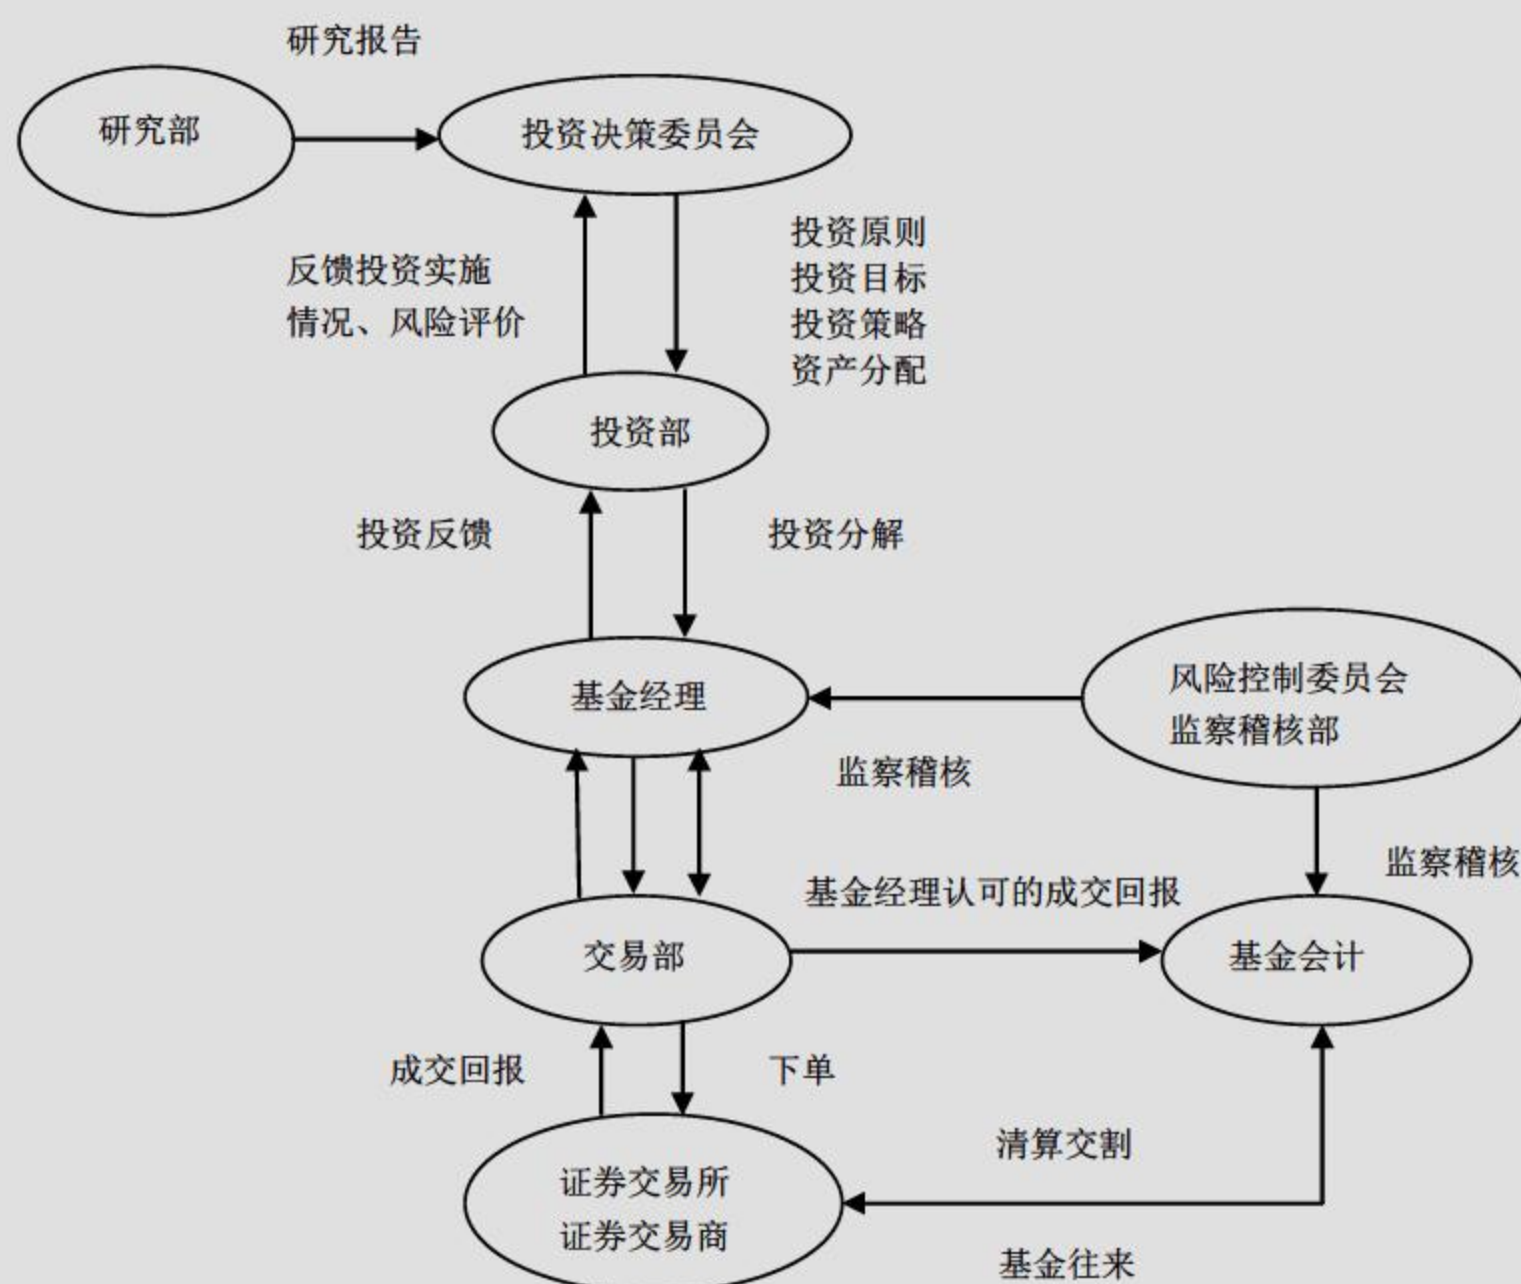 研究报告
研究部
投资决策委员会
投资原则
投资目标
投资策略
资产分配
反馈投资实施
情况、风险评价
投资部
投资反馈
投资分解
基金经理
风险控制委员会
监察稽核部
监察稽核
监察稽核
基金经理认可的成交回报
交易部
基金会计
成交回报
下单
清算交割
证券交易所
证券交易商
基金往来